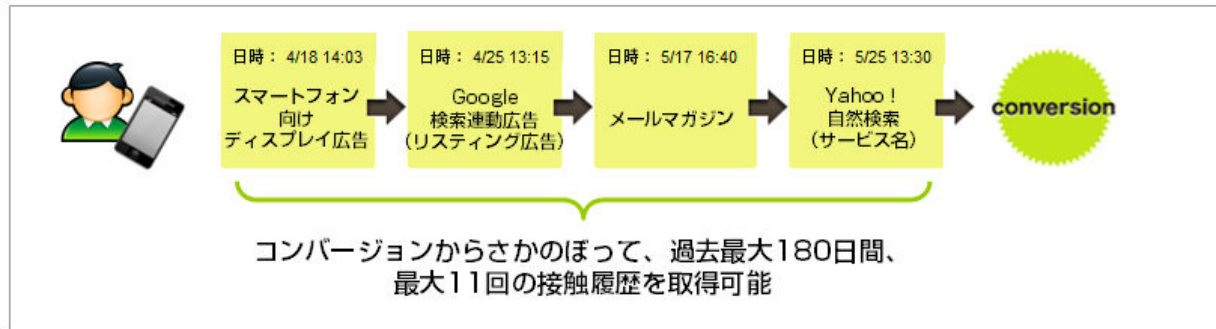 日時： 4/18 14:03
スマートフォン
向け
ディスプレイ広告
日時： 4/25 13:15
Google
検索連動広告
（リスティング広告）
日時： 5/17 16:40
メールマガジン
日時： 5/25 13:30
Yahoo！
自然検索
（サービス名）
conversion
コンバージョンからさかのぼって、過去最大180日間、
最大11回の接触履歴を取得可能